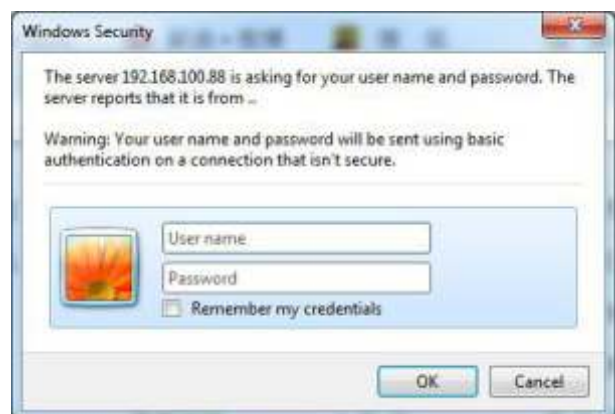 Windows Security
The server 192.168.100.88 is asking for your user name and password. The
server reports that it is from ..
Warning: Your user name and password will be sent using basic
authentication on a connection that isn't secure.
User name
Password
Remember my credentials
OK
Cancel